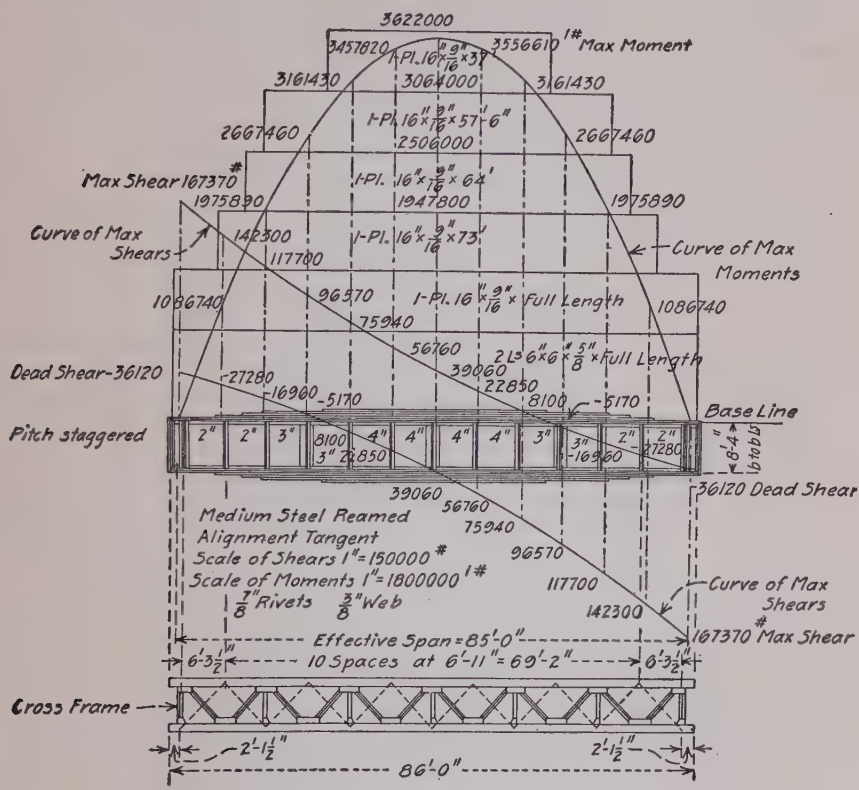 3622000
3457820 3556610 '# Max Moment
1-Pl. 16"×9/16"×37'
3161430 3064000 3161430
1-Pl. 16"×9/16"×57'-6"
2667460 2506000 2667460
Max Shear 167370#
1-Pl. 16"×9/16"×64'
1975890 1947800 1975890
Curve of Max Shears
142300
1-Pl. 16"×9/16"×73'
Curve of Max Moments
117700
1086740 96570 1-Pl. 16"×9/16"× Full Length 1086740
75940
56760 2 Ls 6"×6"×5/8"× Full Length
Dead Shear-36120 -27280 39060
-16960 22850
-5170 8100 -5170
Base Line
Pitch staggered 2" 2" 3" 4" 4" 4" 4" 3" 3" 2" 2" 8'-4" b to b Ls
8100 -16960 -27280
3" 22850
39060 -36120 Dead Shear
56760
Medium Steel Reamed 75940
Alignment Tangent
Scale of Shears 1"=150000# 96570
Scale of Moments 1"=1800000'# 117700
7/8" Rivets 3/8" Web 142300 Curve of Max Shears
Effective Span=85'-0" 167370# Max Shear
6'-3 1/2" 10 Spaces at 6'-11"=69'-2" 6'-3 1/2"
Cross Frame
2'-1 1/2" 2'-1 1/2"
86'-0"